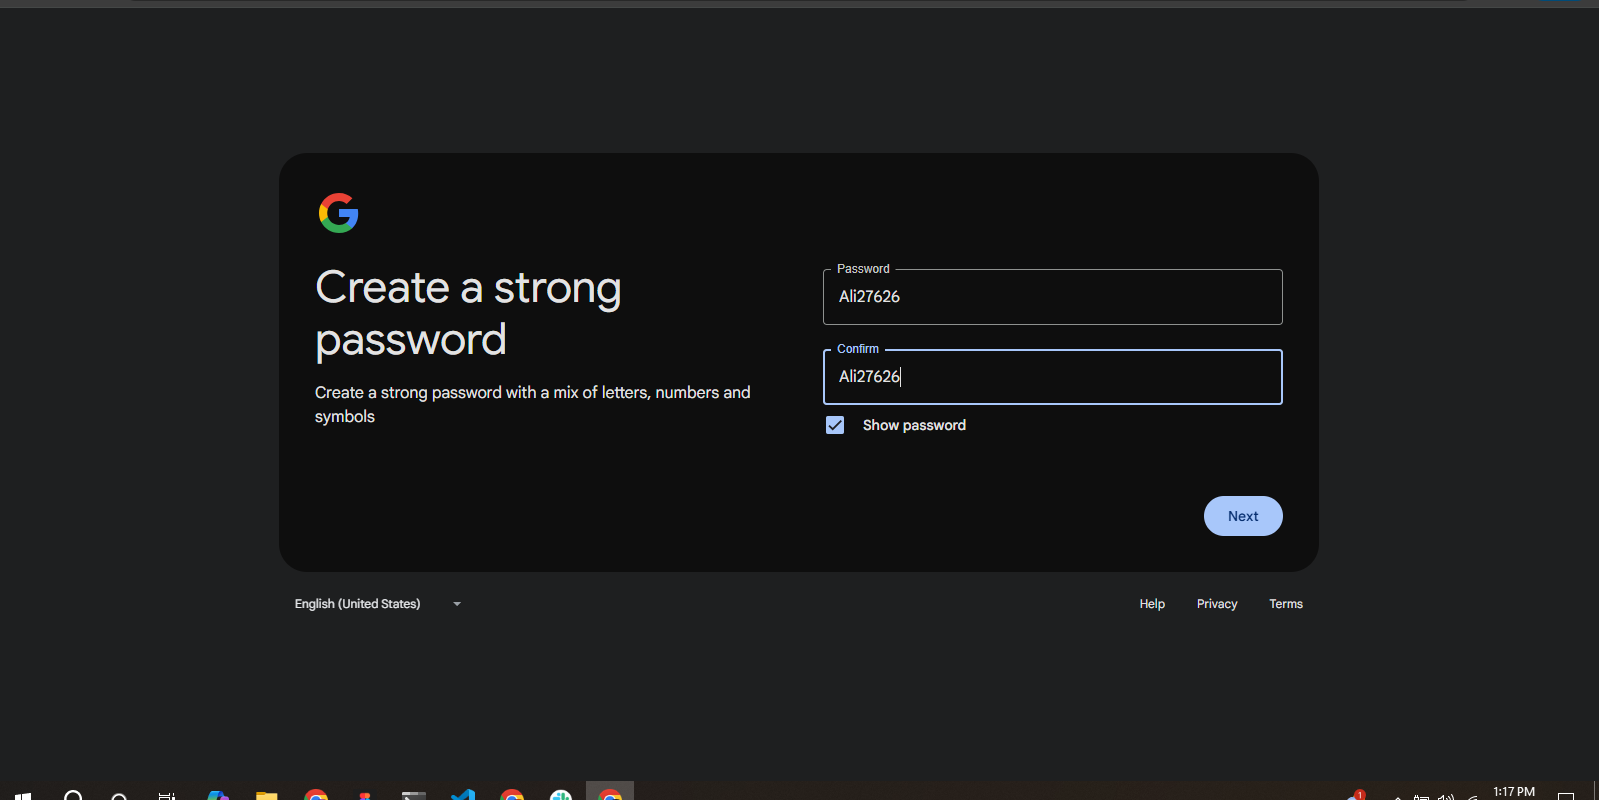 Create a strong
password
Create a strong password with a mix of letters, numbers and
symbols
Password
Ali27626
Confirm
Ali27626
Show password
Next
English (United States)
Help
Privacy
Terms
1
1:17 PM